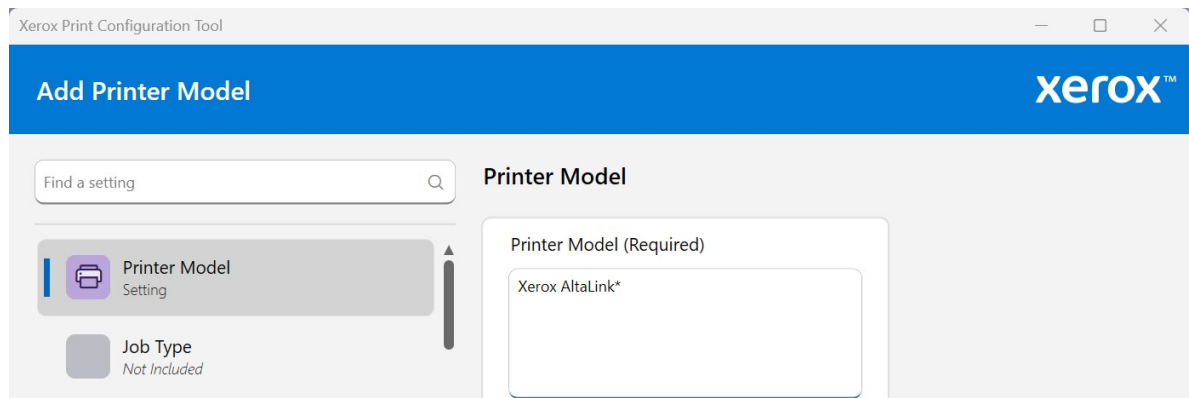 Xerox Print Configuration Tool
Add Printer Model
xerox™
Find a setting
Printer Model
Setting
Job Type
Not Included
Printer Model
Printer Model (Required)
Xerox AltaLink*